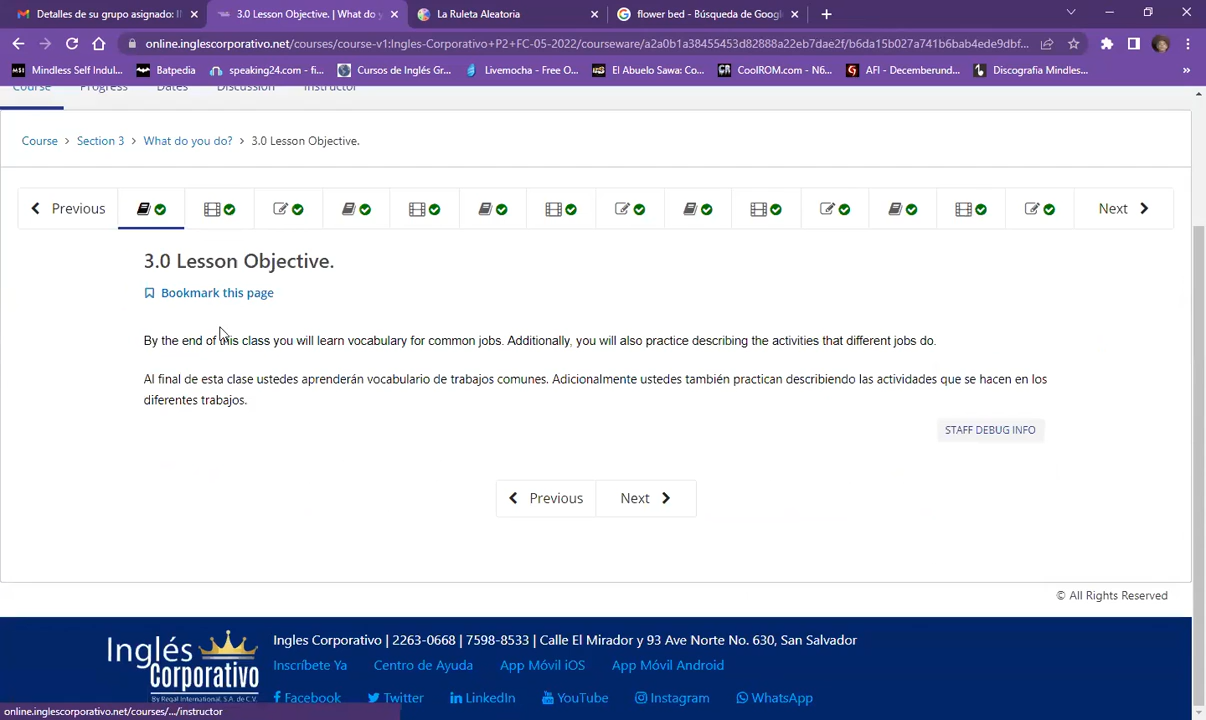 Detalles de su grupo asignado: I
3.0 Lesson Objective. | What do y
La Ruleta Aleatoria
flower bed - Búsqueda de Googl
online.inglescorporativo.net/courses/course-v1:Ingles-Corporativo+P2+FC-05-2022/courseware/a2a0b1a38455453d82888a22eb7dae2f/b6da15b027a741b6bab4ede9dbf...
Mindless Self Indul...
Batpedia
speaking24.com - fi...
Cursos de Inglés Gr...
Livemocha - Free O...
El Abuelo Sawa: Co...
CoolROM.com - N6...
AFI - Decemberund...
Discografia Mindles...
Course
Progress
Dates
Discussion
Instructor
Course > Section 3 > What do you do? > 3.0 Lesson Objective.
Previous
Next
3.0 Lesson Objective.
Bookmark this page
By the end of this class you will learn vocabulary for common jobs. Additionally, you will also practice describing the activities that different jobs do.
Al final de esta clase ustedes aprenderán vocabulario de trabajos comunes. Adicionalmente ustedes también practican describiendo las actividades que se hacen en los
diferentes trabajos.
STAFF DEBUG INFO
Previous
Next
© All Rights Reserved
Inglés
Corporativo
By Regal International, S.A. de C.V.
Ingles Corporativo | 2263-0668 | 7598-8533 | Calle El Mirador y 93 Ave Norte No. 630, San Salvador
Inscríbete Ya
Centro de Ayuda
App Móvil iOS
App Móvil Android
Facebook
Twitter
LinkedIn
YouTube
Instagram
WhatsApp
online.inglescorporativo.net/courses/.../instructor